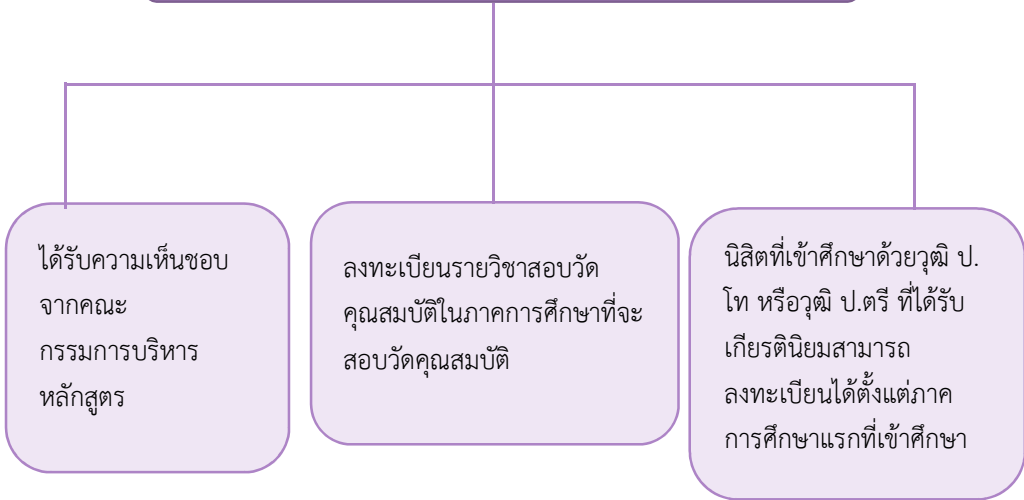 ได้รับความเห็นชอบ
จากคณะ
กรรมการบริหาร
หลักสูตร
ลงทะเบียนรายวิชาสอบวัด
คุณสมบัติในภาคการศึกษาที่จะ
สอบวัดคุณสมบัติ
นิสิตที่เข้าศึกษาด้วยวุฒิ ป.
โท หรือวุฒิ ป.ตรี ที่ได้รับ
เกียรตินิยมสามารถ
ลงทะเบียนได้ตั้งแต่ภาค
การศึกษาแรกที่เข้าศึกษา